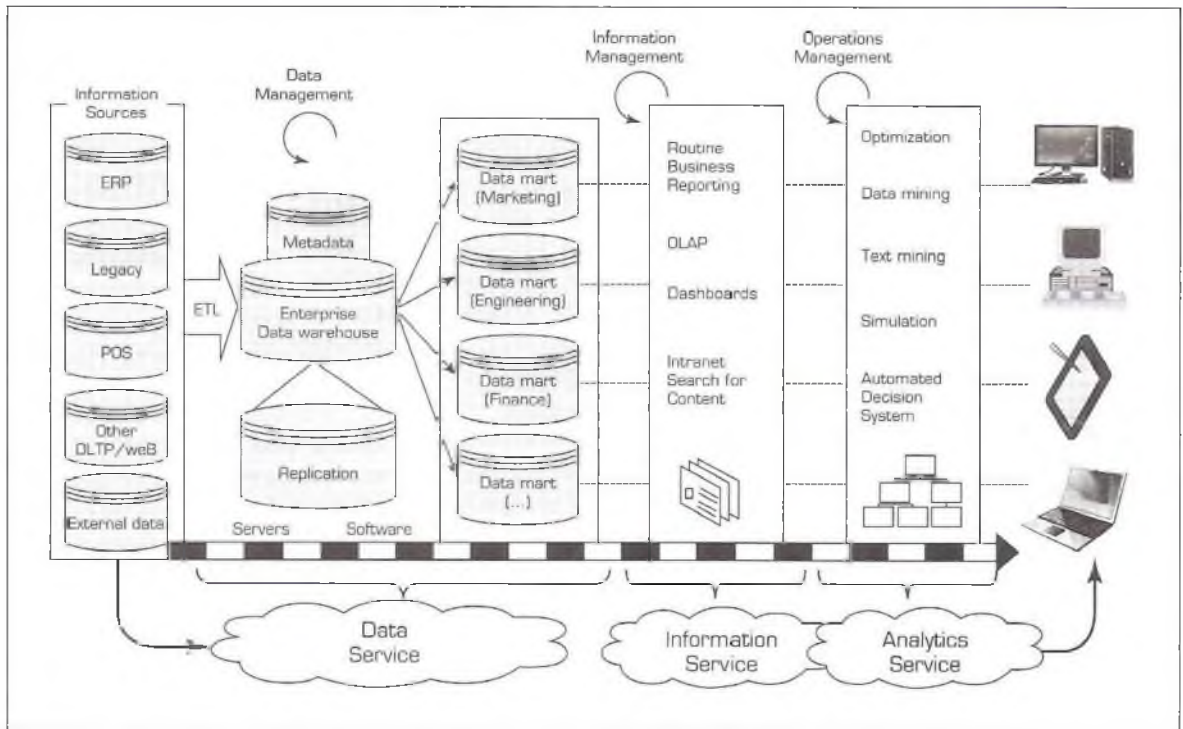 Information
Sources
ERP
Legacy
POS
Other
OLTP/weB
External data
ETL
Data
Management
Metadata
Enterprise
Data warehouse
Replication
Servers
Software
Data mart
(Marketing)
Data mart
(Engineering)
Data mart
(Finance)
Data mart
(...)
Information
Management
Routine
Business
Reporting
OLAP
Dashboards
Intranet
Search for
Content
Operations
Management
Optimization
Data mining
Text mining
Simulation
Automated
Decision
System
Data
Service
Information
Service
Analytics
Service